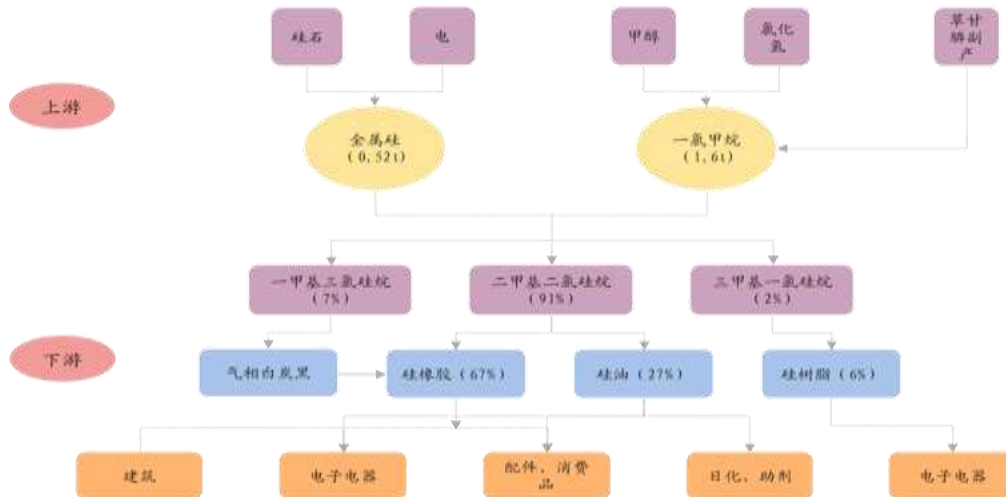 硅石
电
甲醇
氯化
氢
草甘
膦副
产
上游
金属硅
(0.52t)
一氯甲烷
(1.6t)
一甲基三氯硅烷
(7%)
二甲基二氯硅烷
(91%)
三甲基一氯硅烷
(2%)
下游
气相白炭黑
硅橡胶(67%)
硅油(27%)
硅树脂(6%)
建筑
电子电器
配件、消费
品
日化、助剂
电子电器